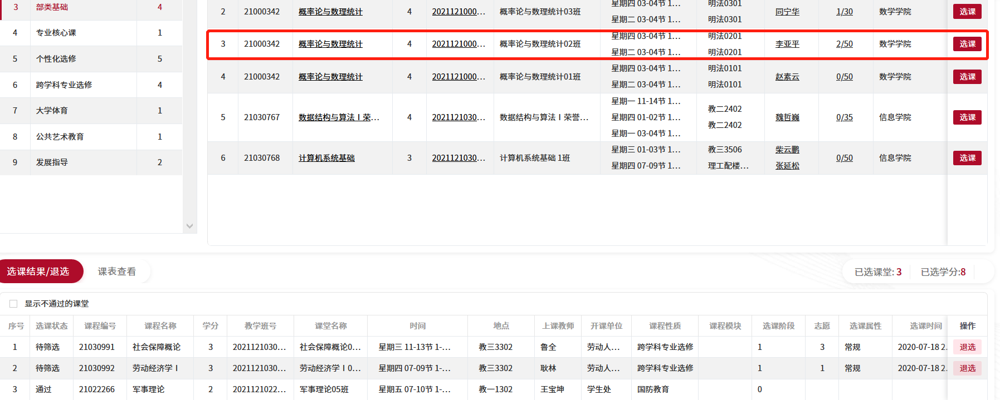 3 部类基础 4
4 专业核心课 1
5 个性化选修 5
6 跨学科专业选修 4
7 大学体育 1
8 公共艺术教育 1
9 发展指导 2
2 21000342 概率论与数理统计 4 2021121000... 概率论与数理统计03班 星期四 03-04节 1... 明法0301 同宁华 1/30 数学学院 选课
星期二 03-04节 1... 明法0301
3 21000342 概率论与数理统计 4 2021121000... 概率论与数理统计02班 星期四 03-04节 1... 明法0201 李亚平 2/50 数学学院 选课
星期二 03-04节 1... 明法0201
4 21000342 概率论与数理统计 4 2021121000... 概率论与数理统计01班 星期四 03-04节 1... 明法0101 赵素云 0/50 数学学院 选课
星期二 03-04节 1... 明法0101
5 21030767 数据结构与算法Ⅰ荣... 4 2021121030... 数据结构与算法Ⅰ荣誉... 星期一 11-14节 1... 教二2402 魏哲巍 0/35 信息学院 选课
星期四 01-02节 1... 教二2402
星期一 03-04节 1...
6 21030768 计算机系统基础 3 2021121030... 计算机系统基础 1班 星期三 01-03节 1... 教三3506 柴云鹏 0/50 信息学院 选课
星期四 07-09节 1... 理工配楼... 张延松
选课结果/退选 课表查看 已选课堂: 3 已选学分:8
显示不通过的课堂
序号 选课状态 课程编号 课程名称 学分 教学班号 课堂名称 时间 地点 上课教师 开课单位 课程性质 课程模块 选课阶段 志愿 选课属性 选课时间 操作
1 待筛选 21030991 社会保障概论 3 2021121030... 社会保障概论0... 星期三 11-13节 1-... 教三3302 鲁全 劳动人... 跨学科专业选修 1 3 常规 2020-07-18 2. 退选
2 待筛选 21030992 劳动经济学Ⅰ 3 2021121030... 劳动经济学Ⅰ0... 星期四 07-09节 1-... 教三3302 耿林 劳动人... 跨学科专业选修 1 1 常规 2020-07-18 2. 退选
3 通过 21022266 军事理论 2 2021121022... 军事理论05班 星期五 07-10节 1-... 教一1302 王宝坤 学生处 国防教育 0